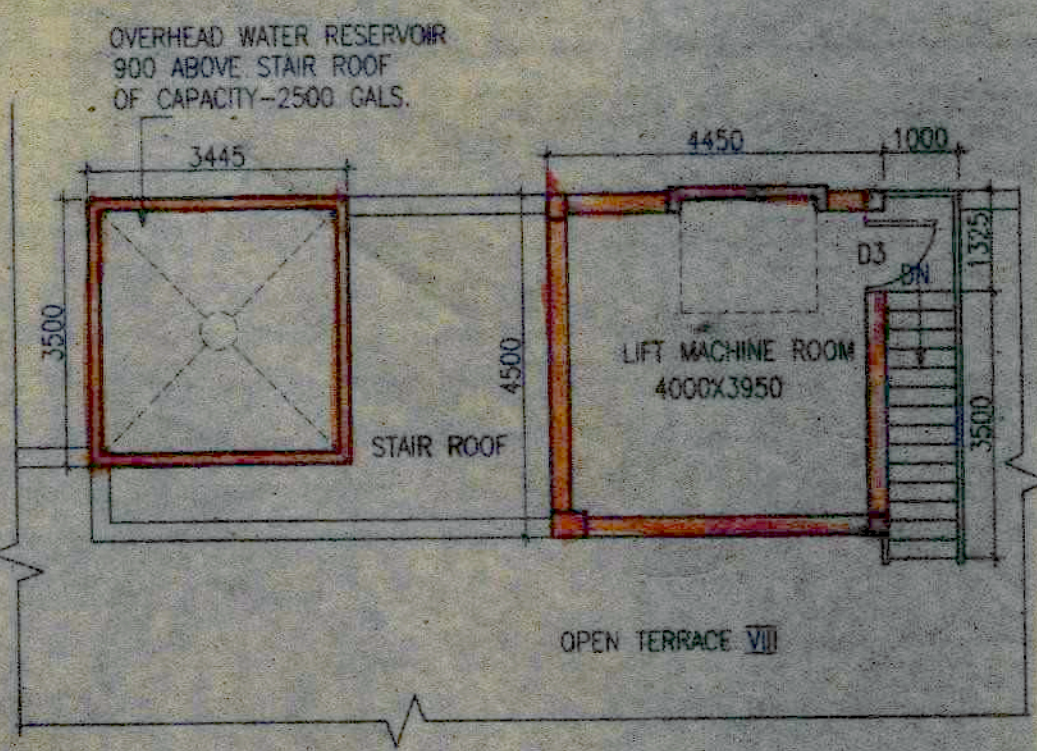 OVERHEAD WATER RESERVOIR
900 ABOVE STAIR ROOF
OF CAPACITY-2500 GALS.
3445
4450
1000
3500
4500
D3
DN
1325
LIFT MACHINE ROOM
4000X3950
STAIR ROOF
3500
OPEN TERRACE VIII